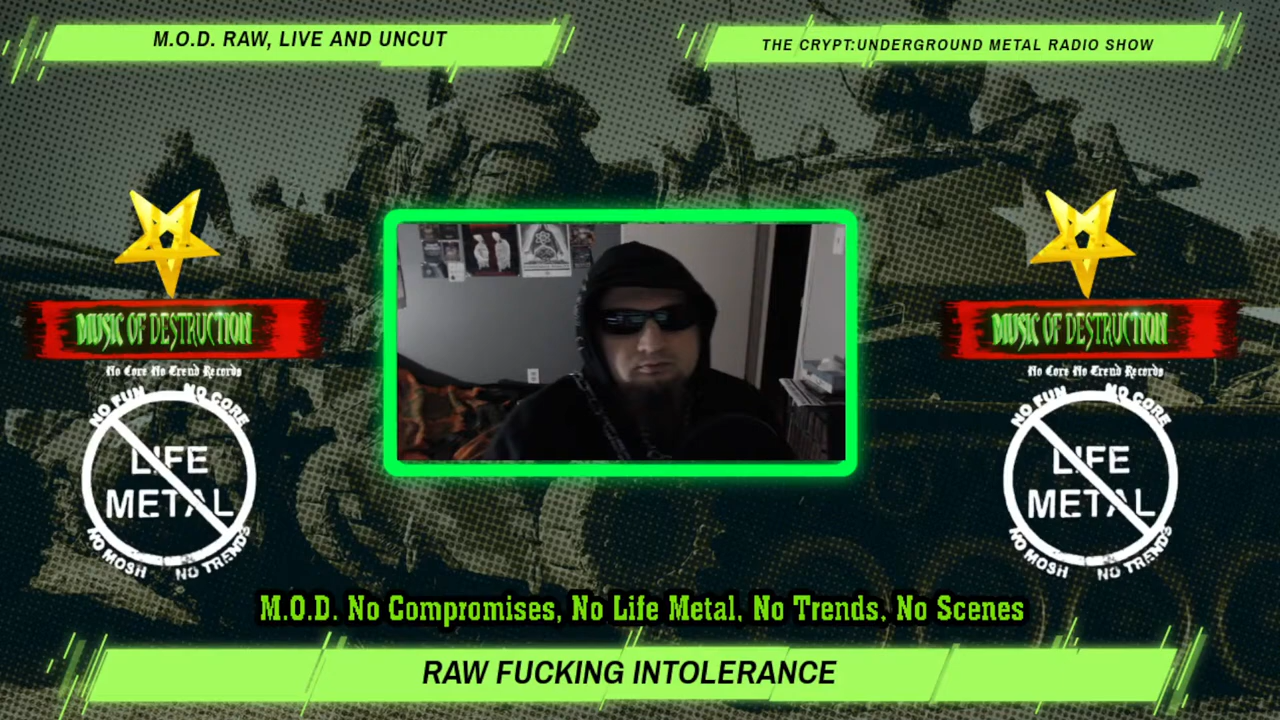 M.O.D. RAW, LIVE AND UNCUT
THE CRYPT:UNDERGROUND METAL RADIO SHOW
MUSIC OF DESTRUCTION
No Core No Trend Records
NO FUN NO CORE
LIFE
METAL
NO MOSH NO TRENDS
MUSIC OF DESTRUCTION
No Core No Trend Records
NO FUN NO CORE
LIFE
METAL
NO MOSH NO TRENDS
M.O.D. No Compromises, No Life Metal, No Trends, No Scenes
RAW FUCKING INTOLERANCE